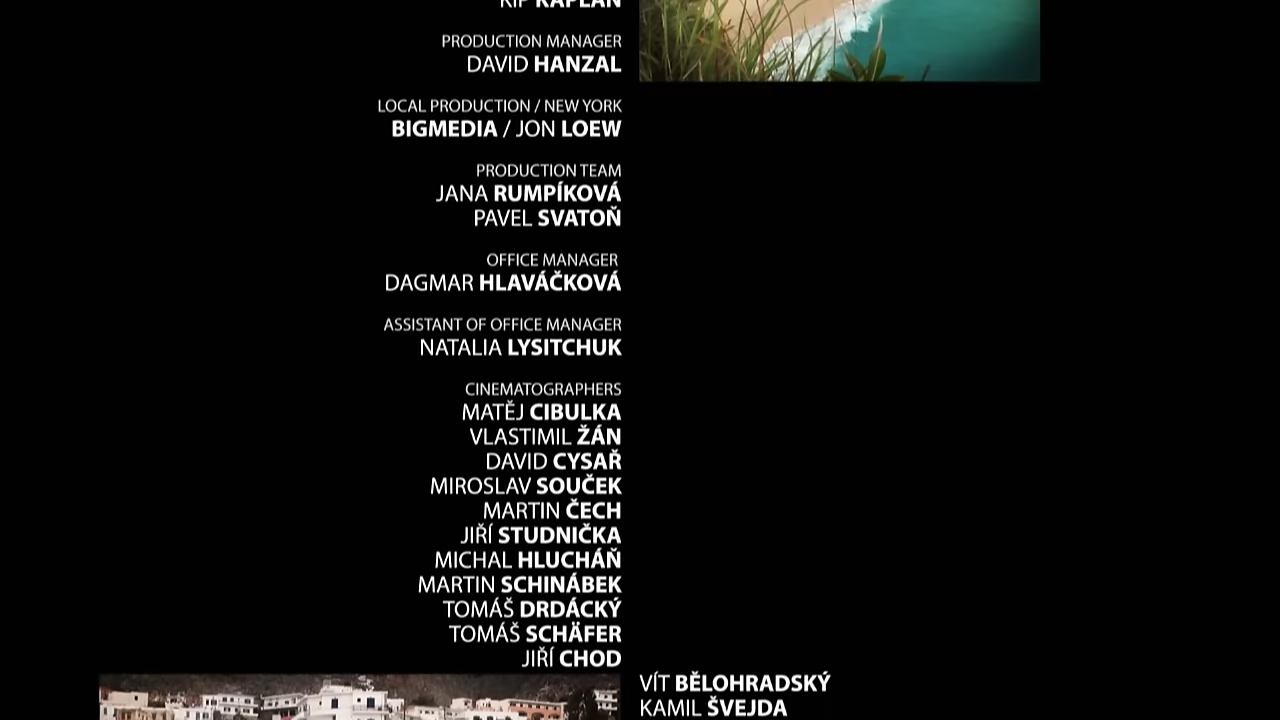 KIP KAPLAN
PRODUCTION MANAGER
DAVID HANZAL
LOCAL PRODUCTION / NEW YORK
BIGMEDIA / JON LOEW
PRODUCTION TEAM
JANA RUMPÍKOVÁ
PAVEL SVATOŇ
OFFICE MANAGER
DAGMAR HLAVÁČKOVÁ
ASSISTANT OF OFFICE MANAGER
NATALIA LYSITCHUK
CINEMATOGRAPHERS
MATĚJ CIBULKA
VLASTIMIL ŽÁN
DAVID CYSAŘ
MIROSLAV SOUČEK
MARTIN ČECH
JIŘÍ STUDNIČKA
MICHAL HLUCHÁŇ
MARTIN SCHINÁBEK
TOMÁŠ DRDÁCKÝ
TOMÁŠ SCHÄFER
JIŘÍ CHOD
VÍT BĚLOHRADSKÝ
KAMIL ŠVEJDA